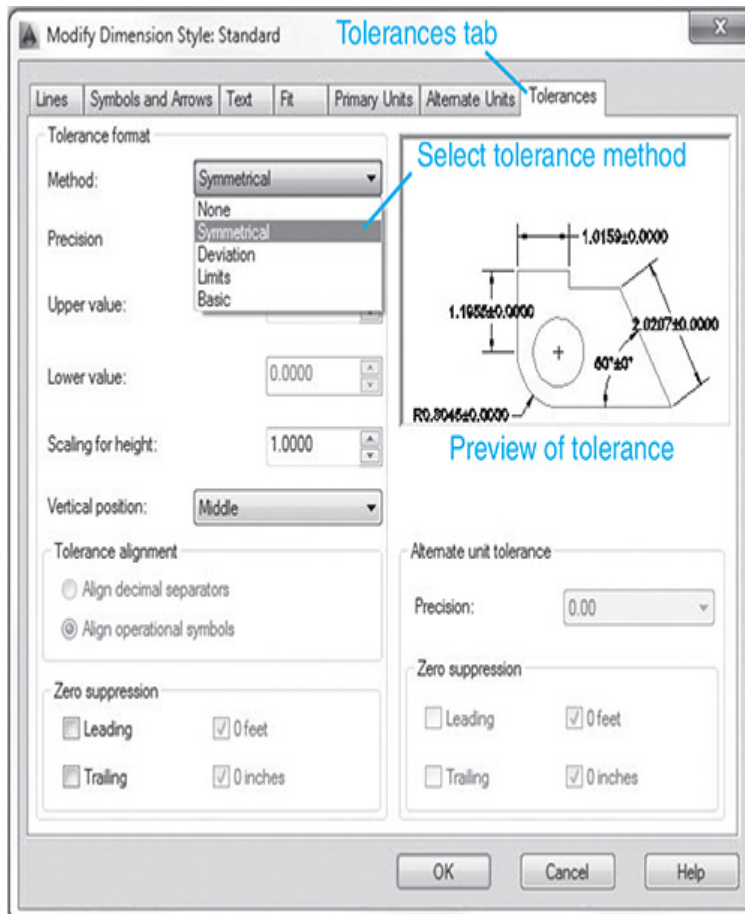 Modify Dimension Style: Standard
Tolerances tab
X
Lines Symbols and Arrows Text Fit Primary Units Alternate Units Tolerances
Tolerance format
Method: Symmetrical
None
Symmetrical
Deviation
Limits
Basic
Precision
Upper value:
Lower value: 0.0000
Scaling for height: 1.0000
Vertical position: Middle
Tolerance alignment
Align decimal separators
Align operational symbols
Zero suppression
Leading 0 feet
Trailing 0 inches
Select tolerance method
1.0159±0.0000
1.1955±0.0000
2.0207±0.0000
60°±0°
R0.8045±0.0000
Preview of tolerance
Alternate unit tolerance
Precision: 0.00
Zero suppression
Leading 0 feet
Trailing 0 inches
OK Cancel Help